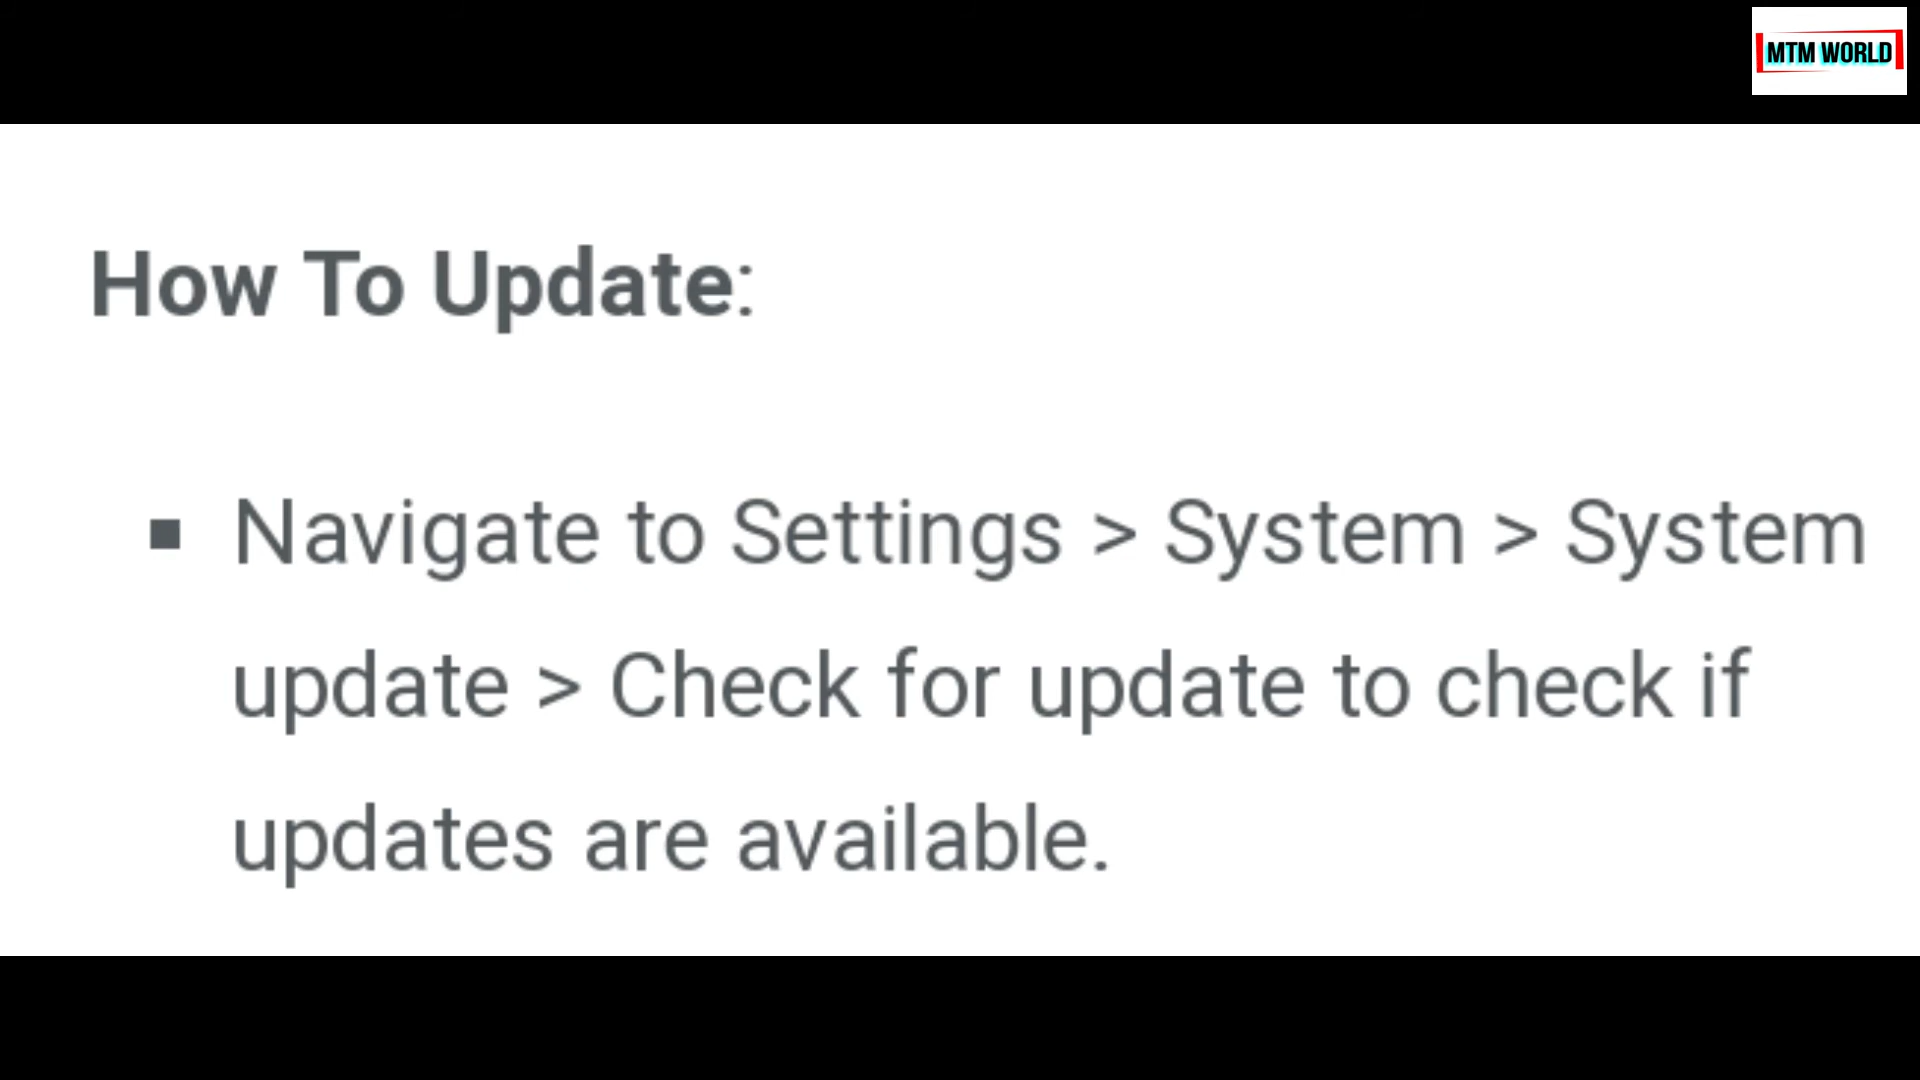 MTM WORLD
How To Update:
▪ Navigate to Settings > System > System
update > Check for update to check if
updates are available.